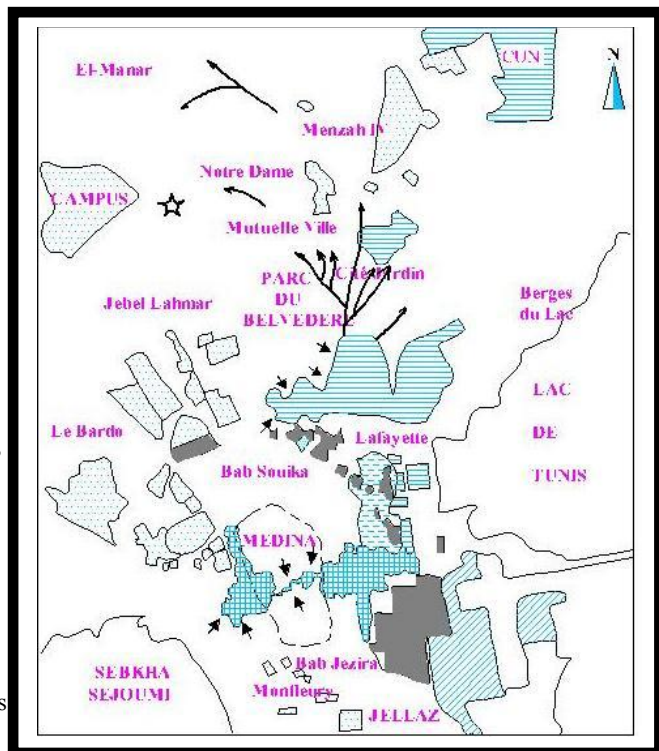 CUN
N
El-Manar
Menzah IV
Notre Dame
CAMPUS
Mutuelle Ville
PARC
DU
BELVEDERE
Cité Jardin
Jebel Lahmar
Berges
du Lac
LAC
DE
TUNIS
Le Bardo
Lafayette
Bab Souika
MEDINA
Bab Jezira
SEBKHA
SEJOUMI
Monfleury
JELLAZ
s